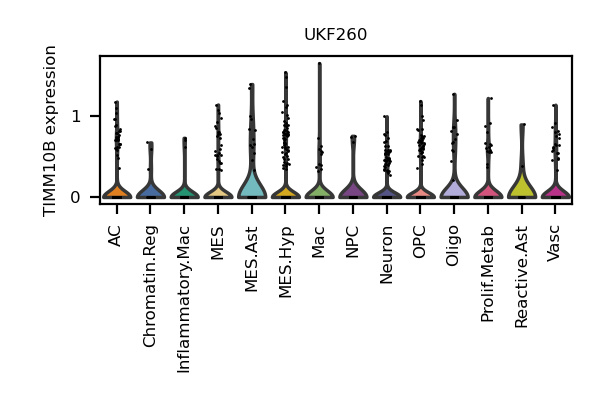 UKF260
TIMM10B expression
1
0
AC
Chromatin.Reg
Inflammatory.Mac
MES
MES.Ast
MES.Hyp
Mac
NPC
Neuron
OPC
Oligo
Prolif.Metab
Reactive.Ast
Vasc